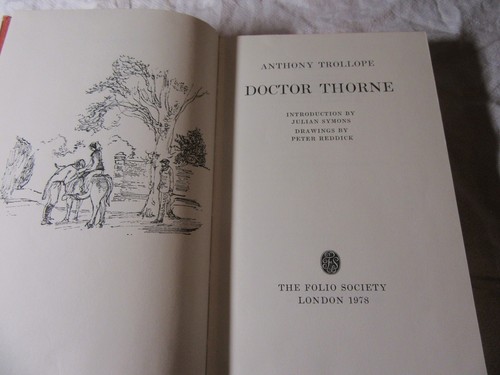 ANTHONY TROLLOPE
DOCTOR THORNE
INTRODUCTION BY
JULIAN SYMONS
DRAWINGS BY
PETER REDDICK
THE FOLIO SOCIETY
LONDON 1978